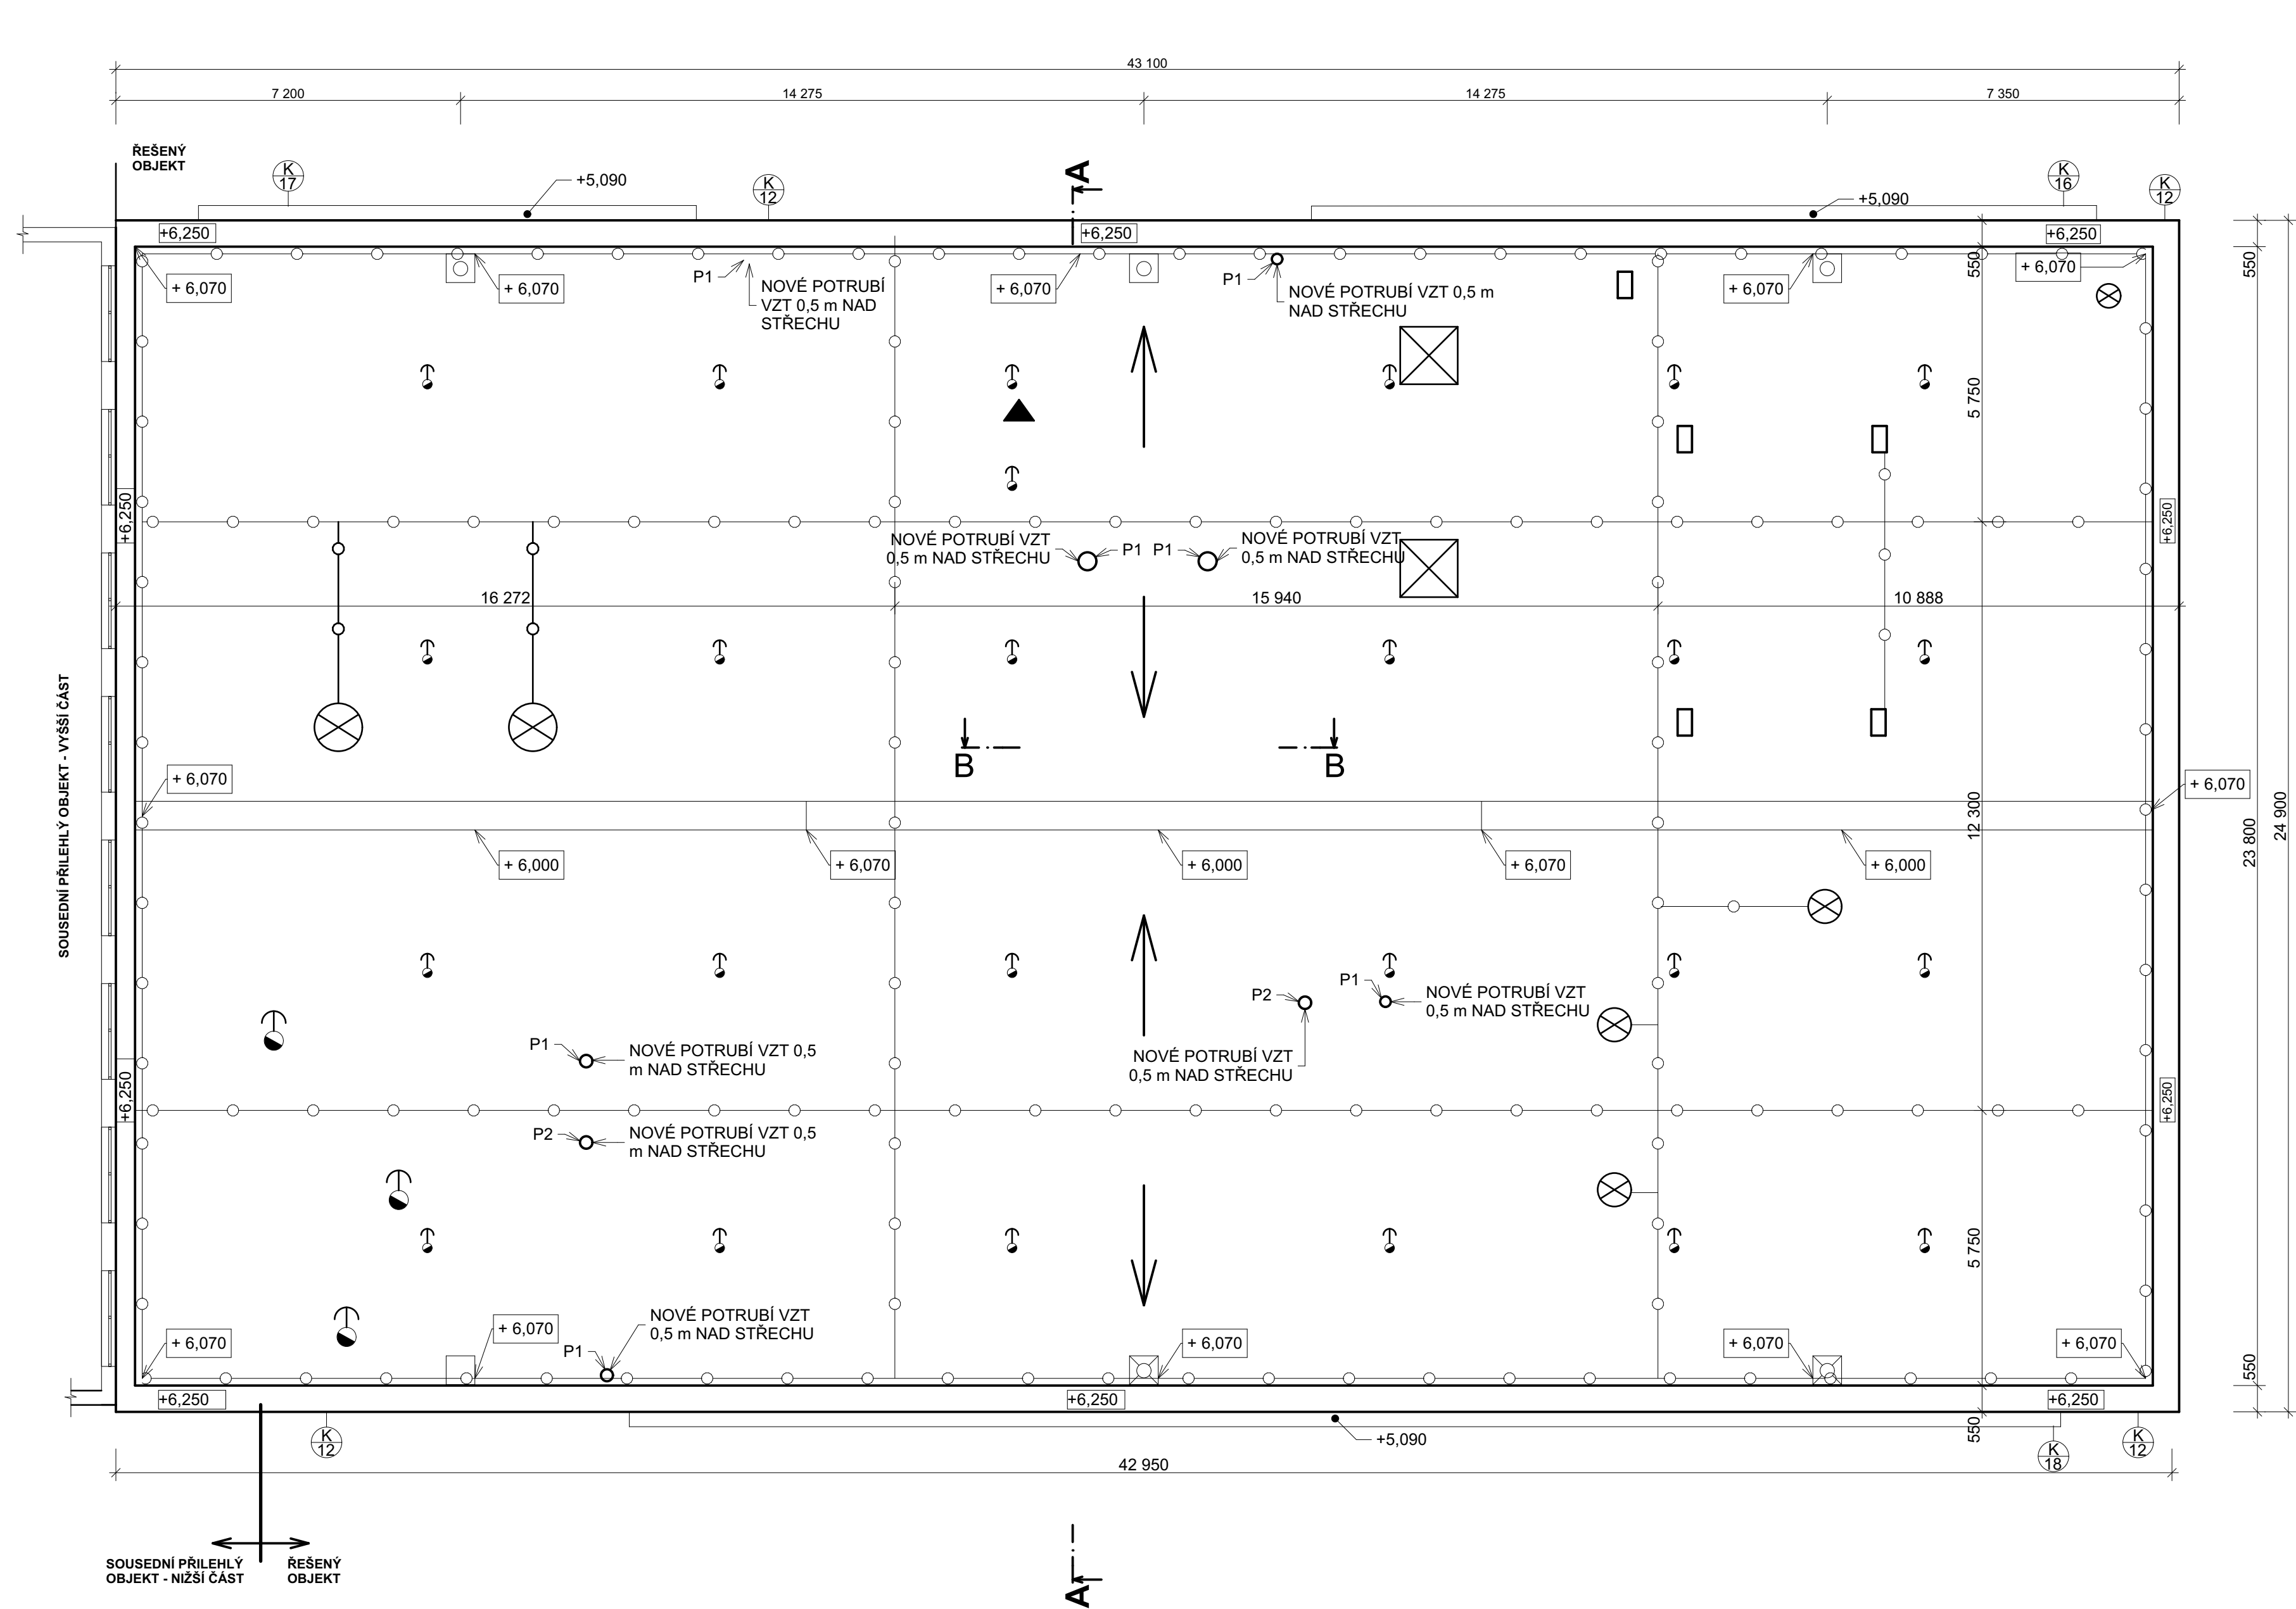 43 100
7 200
14 275
14 275
7 350
ŘEŠENÝ
OBJEKT
K
17
+5,090
K
12
A
K
16
+5,090
K
12
+6,250
+6,250
+6,250
+ 6,070
+ 6,070
P1
NOVÉ POTRUBÍ
VZT 0,5 m NAD
STŘECHU
+ 6,070
P1
NOVÉ POTRUBÍ VZT 0,5 m
NAD STŘECHU
+ 6,070
+ 6,070
550
550
5 750
+6,250
+6,250
NOVÉ POTRUBÍ VZT
0,5 m NAD STŘECHU
P1
P1
NOVÉ POTRUBÍ VZT
0,5 m NAD STŘECHU
16 272
15 940
10 888
SOUSEDNÍ PŘILEHLÝ OBJEKT - VYŠŠÍ ČÁST
B
B
+ 6,070
+ 6,070
12 300
23 800
24 900
+ 6,000
+ 6,070
+ 6,000
+ 6,070
+ 6,000
P2
P1
NOVÉ POTRUBÍ VZT
0,5 m NAD STŘECHU
NOVÉ POTRUBÍ VZT
0,5 m NAD STŘECHU
P1
NOVÉ POTRUBÍ VZT 0,5
m NAD STŘECHU
+6,250
+6,250
P2
NOVÉ POTRUBÍ VZT 0,5
m NAD STŘECHU
5 750
+ 6,070
+ 6,070
P1
NOVÉ POTRUBÍ VZT
0,5 m NAD STŘECHU
+ 6,070
+ 6,070
+ 6,070
550
+6,250
+6,250
+6,250
550
K
12
+5,090
K
18
K
12
42 950
SOUSEDNÍ PŘILEHLÝ
OBJEKT - NIŽŠÍ ČÁST
ŘEŠENÝ
OBJEKT
A